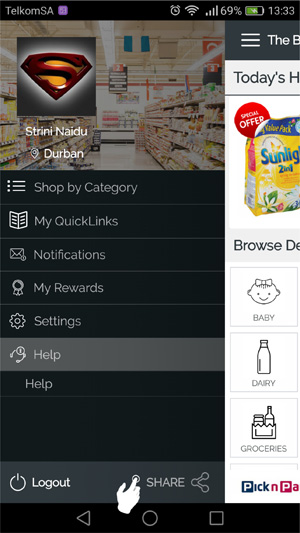 TelkomSA
69%
13:33
Strini Naidu
Durban
Shop by Category
My QuickLinks
Notifications
My Rewards
Settings
Help
Help
Logout
SHARE
The B
Today's H
SPECIAL
OFFER
Value Pack
Sunligh
2in1
Browse De
BABY
DAIRY
GROCERIES
Pick n Pa